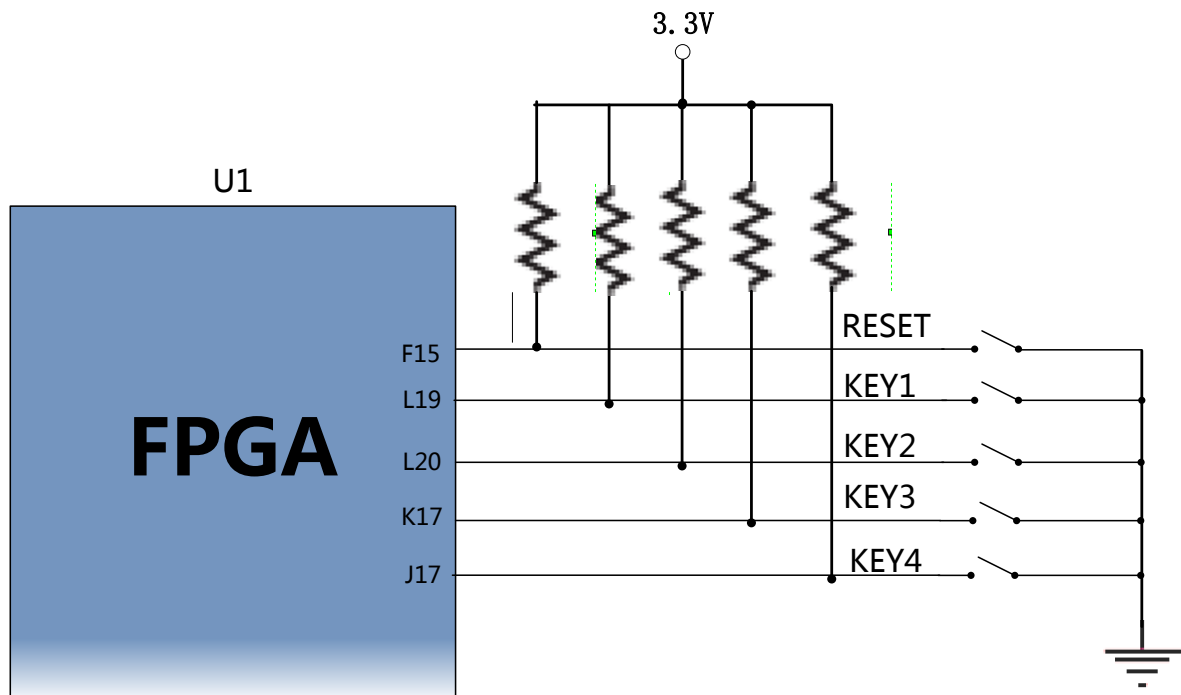 3.3V
U1
FPGA
F15
RESET
L19
KEY1
L20
KEY2
K17
KEY3
J17
KEY4